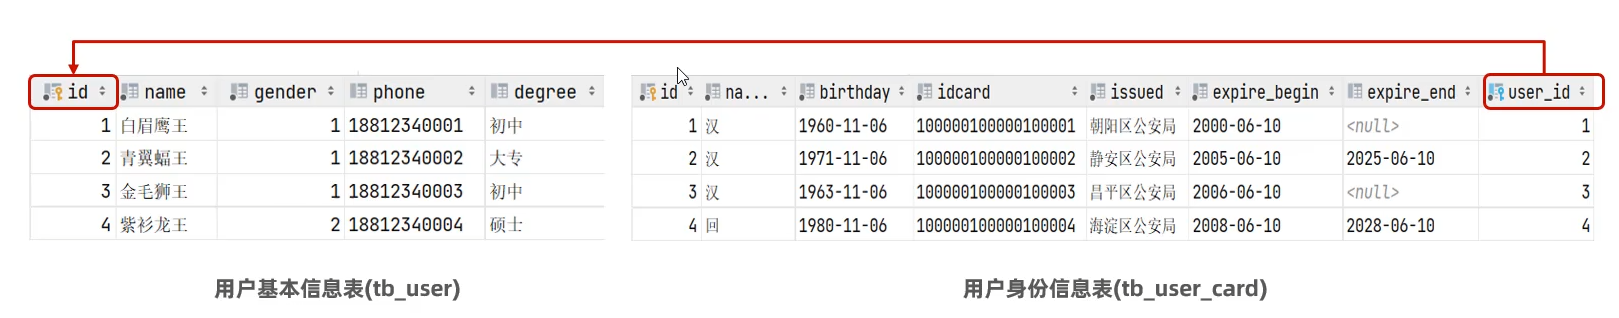 id name gender phone degree
1 白眉鹰王 1 18812340001 初中
2 青翼蝠王 1 18812340002 大专
3 金毛狮王 1 18812340003 初中
4 紫衫龙王 2 18812340004 硕士
用户基本信息表(tb_user)
id na... birthday idcard issued expire_begin expire_end user_id
1 汉 1960-11-06 100000100000100001 朝阳区公安局 2000-06-10 <null> 1
2 汉 1971-11-06 100000100000100002 静安区公安局 2005-06-10 2025-06-10 2
3 汉 1963-11-06 100000100000100003 昌平区公安局 2006-06-10 <null> 3
4 回 1980-11-06 100000100000100004 海淀区公安局 2008-06-10 2028-06-10 4
用户身份信息表(tb_user_card)